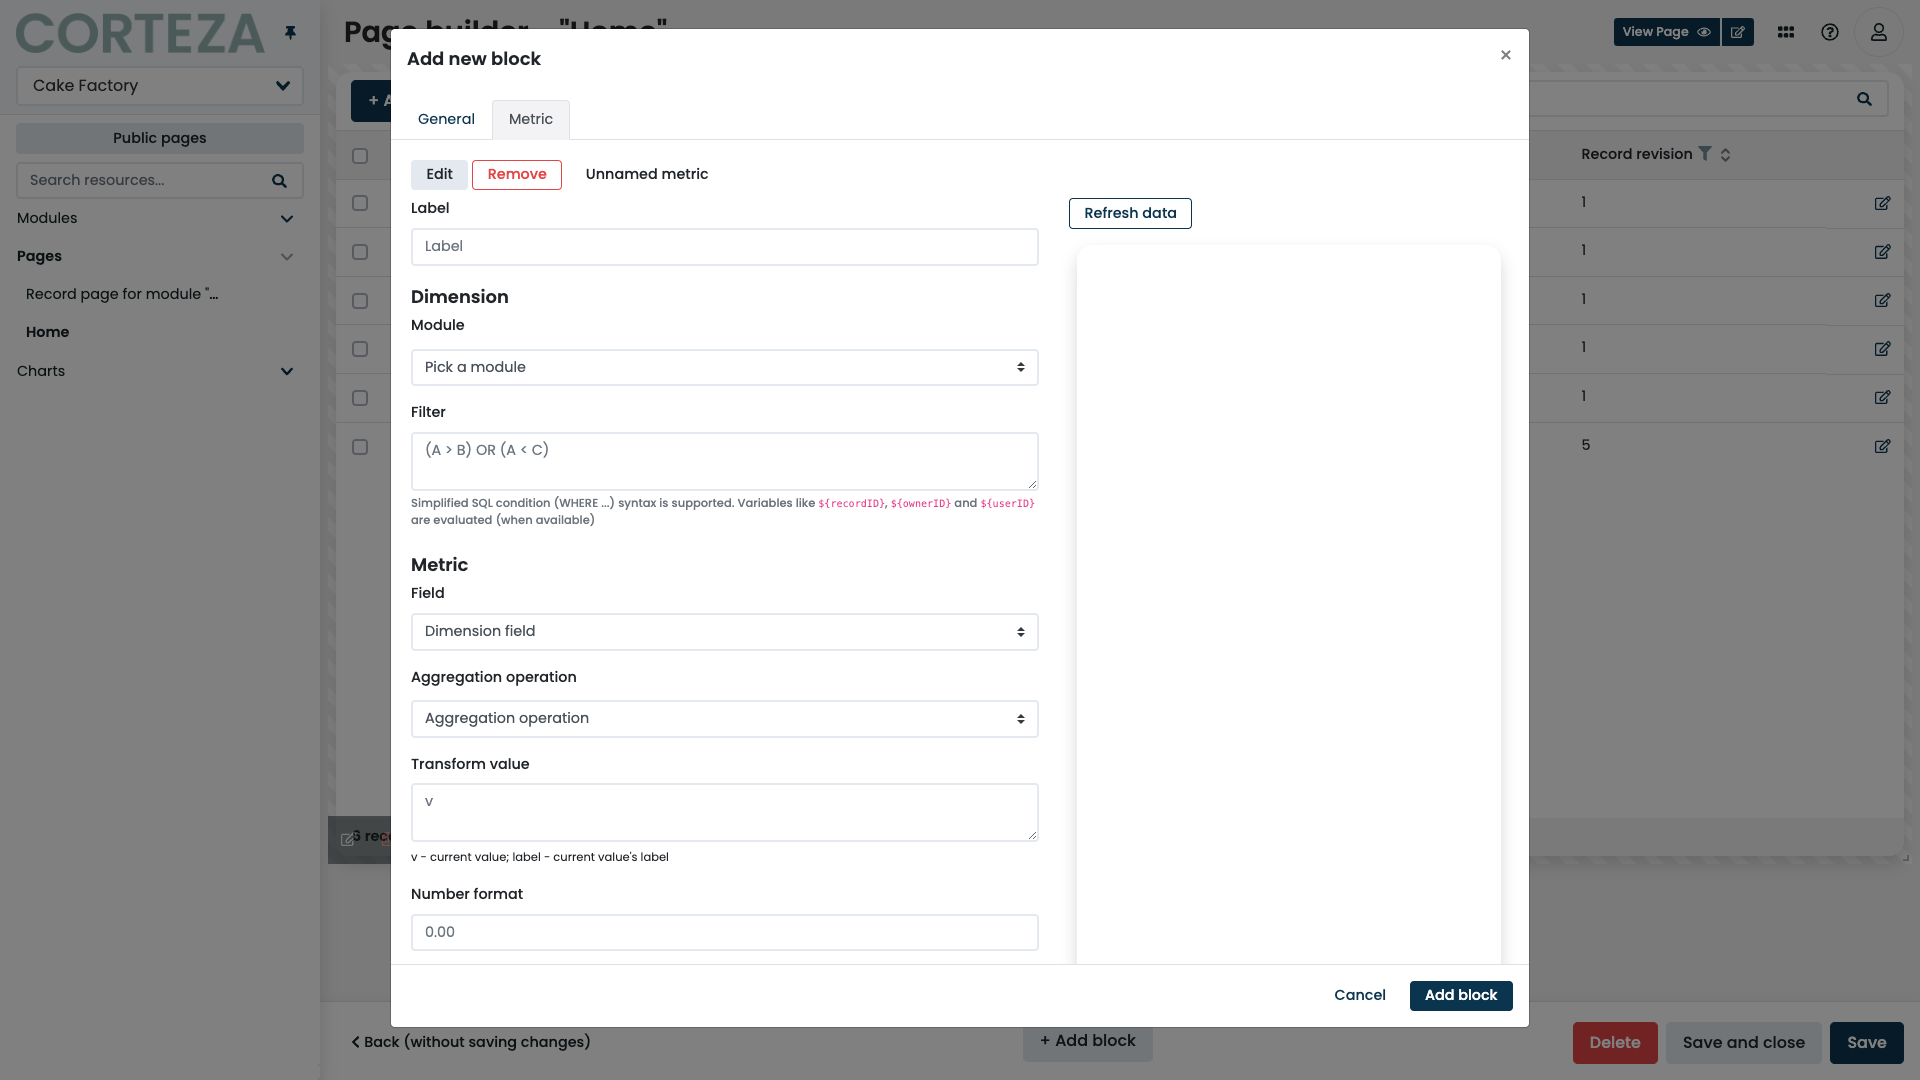 CORTEZA
Cake Factory
Public pages
Search resources...
Modules
Pages
Record page for module "...
Home
Charts
Page builder - "Home"
View Page
+ A
Record revision
1
1
1
1
1
5
6 reco
Add new block
×
General
Metric
Edit
Remove
Unnamed metric
Label
Label
Dimension
Module
Pick a module
Filter
(A > B) OR (A < C)
Simplified SQL condition (WHERE ...) syntax is supported. Variables like ${recordID}, ${ownerID} and ${userID}
are evaluated (when available)
Metric
Field
Dimension field
Aggregation operation
Aggregation operation
Transform value
v
v - current value; label - current value's label
Number format
0.00
Refresh data
Cancel
Add block
Back (without saving changes)
+ Add block
Delete
Save and close
Save